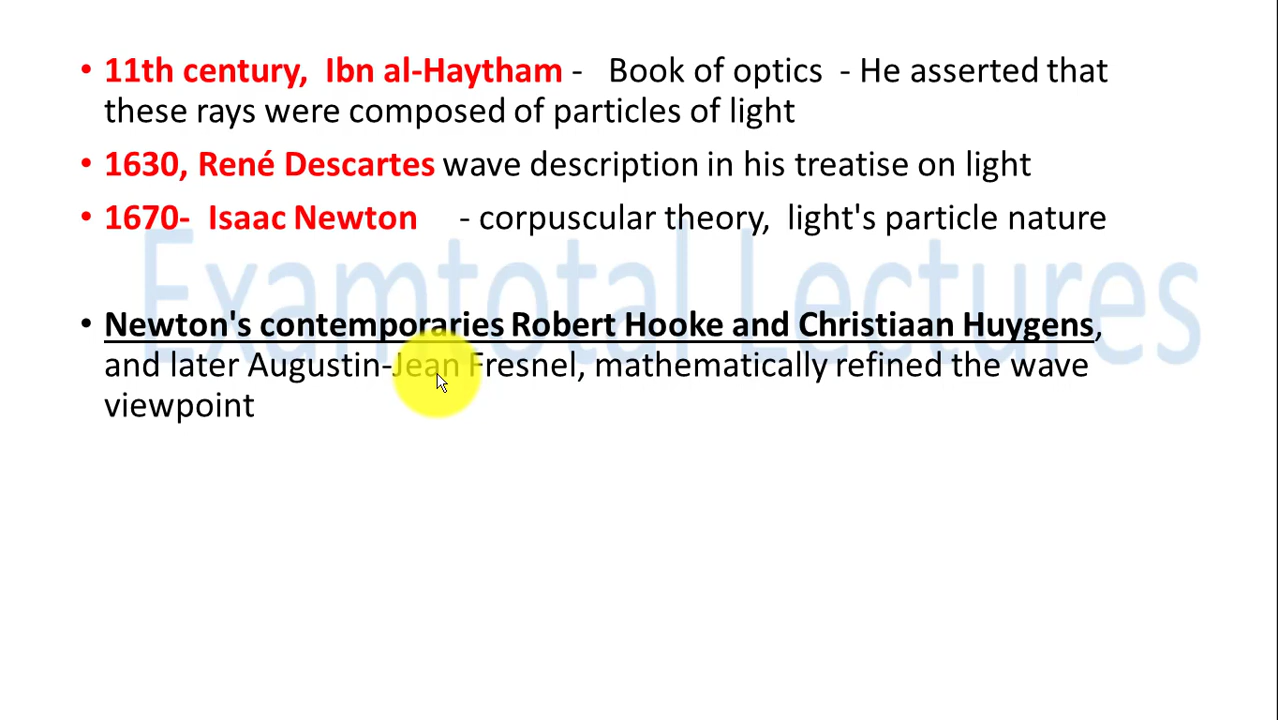 • 11th century, Ibn al-Haytham - Book of optics - He asserted that
these rays were composed of particles of light
• 1630, René Descartes wave description in his treatise on light
• 1670- Isaac Newton - corpuscular theory, light's particle nature
Examtotal Lectures
• Newton's contemporaries Robert Hooke and Christiaan Huygens,
and later Augustin-Jean Fresnel, mathematically refined the wave
viewpoint